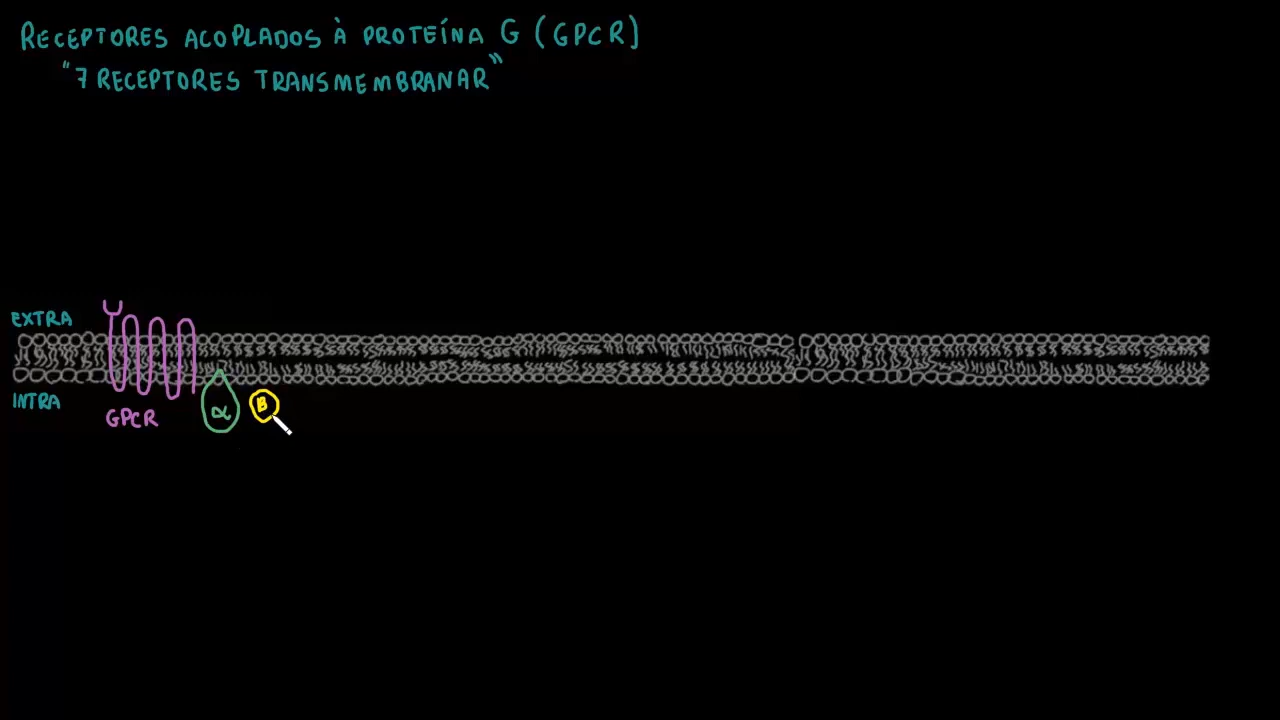 RECEPTORES ACOPLADOS À PROTEÍNA G (GPCR)
"7 RECEPTORES TRANSMEMBRANAR"
EXTRA
INTRA
GPCR
α
B